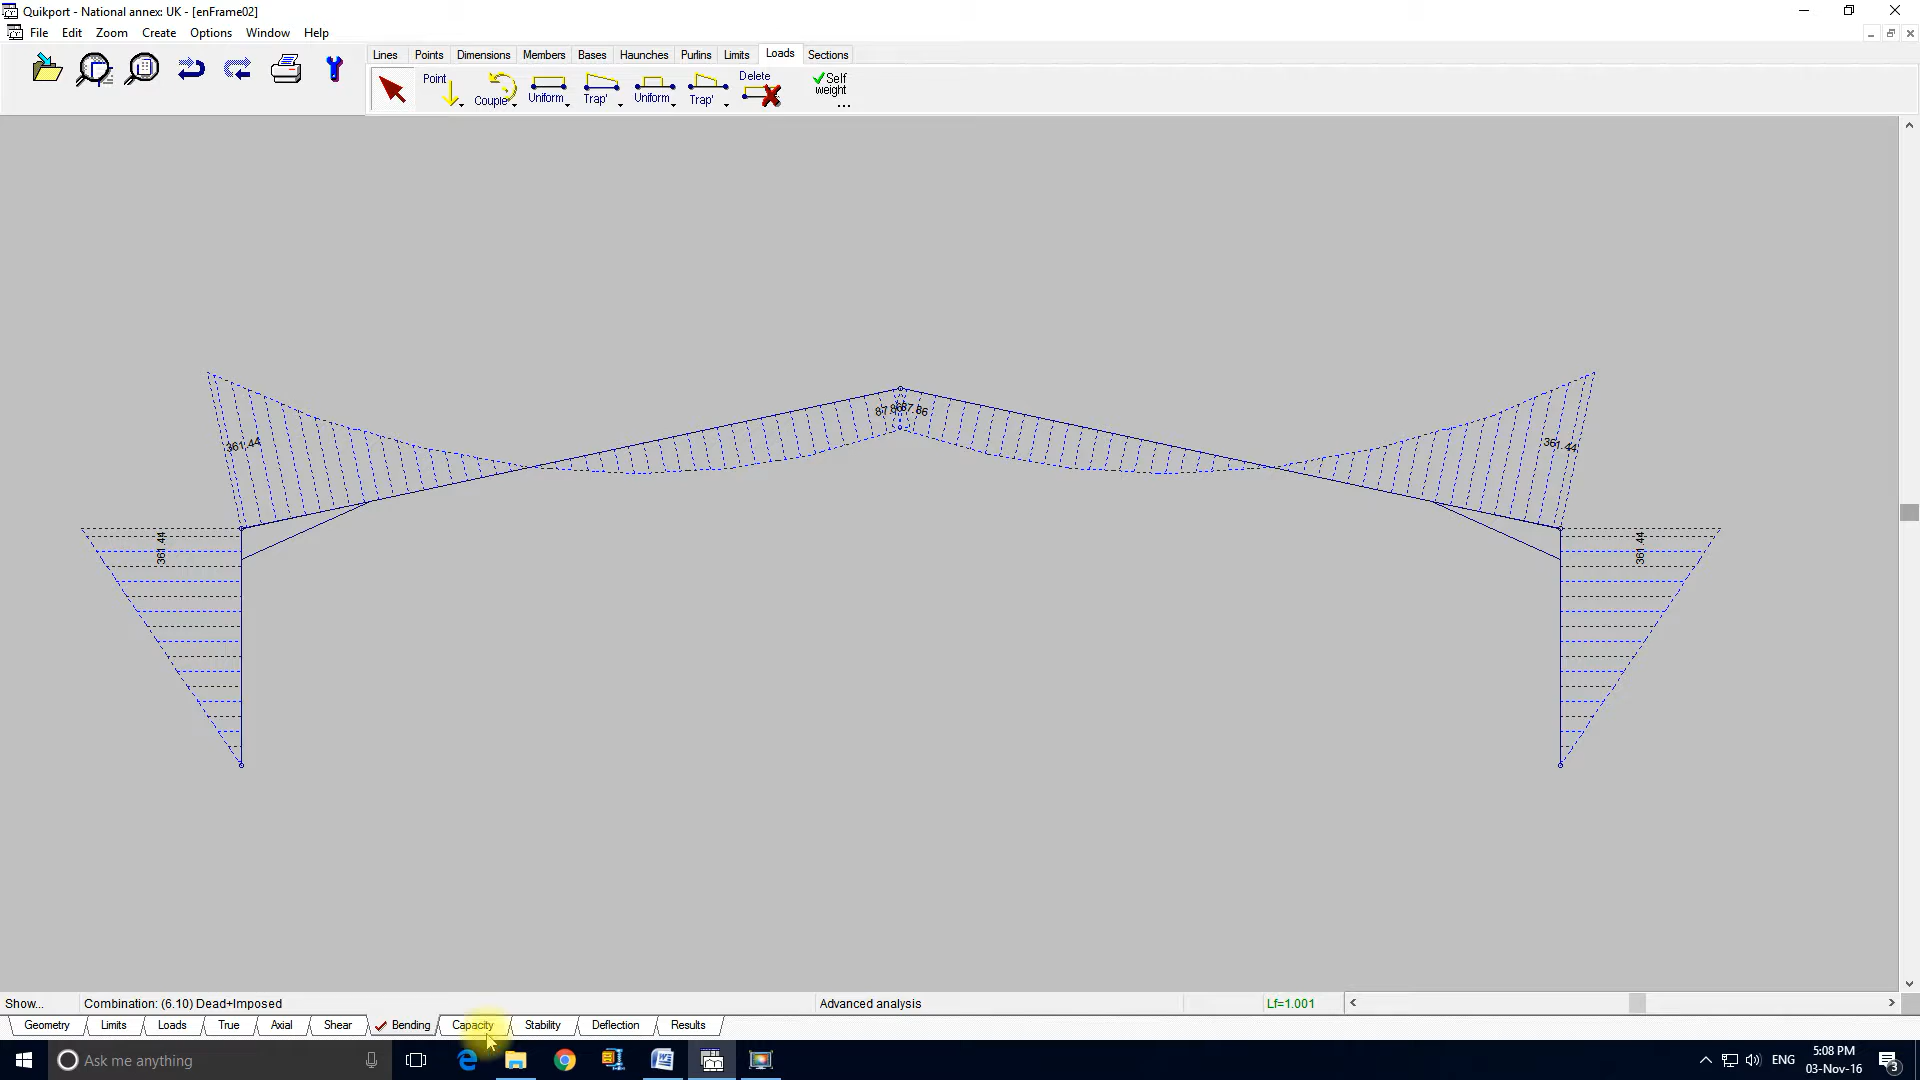 Quikport - National annex: UK - [enFrame02]
File Edit Zoom Create Options Window Help
Lines Points Dimensions Members Bases Haunches Purlins Limits Loads Sections
Point Couple Uniform Trap' Uniform Trap' Delete Self weight ...
87.86
361.44
361.44
361.44
361.44
Show... Combination: (6.10) Dead+Imposed Advanced analysis Lf=1.001
Geometry Limits Loads True Axial Shear Bending Capacity Stability Deflection Results
Ask me anything
ENG
5:08 PM
03-Nov-16
3